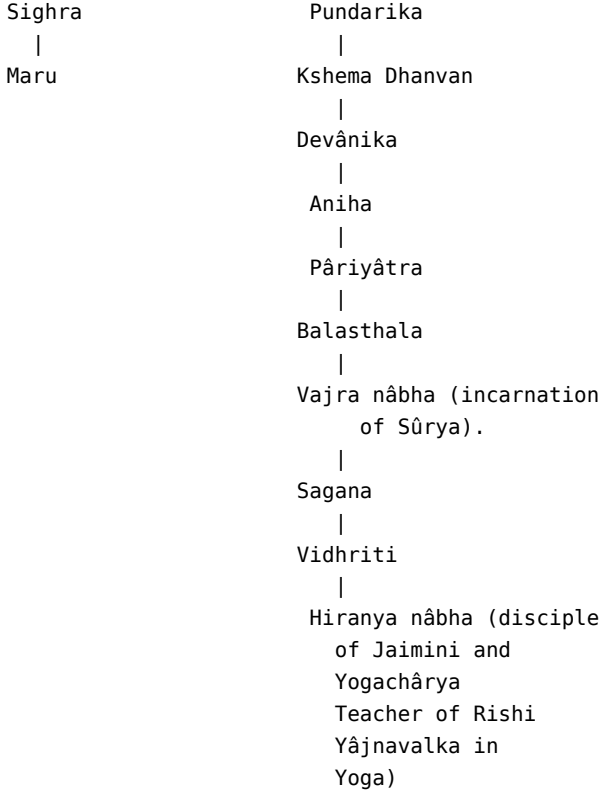 Sighra                  Pundarika
  |                       |
Maru                   Kshema Dhanvan
                          |
                       Devânika
                          |
                        Aniha
                          |
                        Pâriyâtra
                          |
                       Balasthala
                          |
                       Vajra nâbha (incarnation
                            of Sûrya).
                          |
                       Sagana
                          |
                       Vidhriti
                          |
                        Hiranya nâbha (disciple
                          of Jaimini and
                          Yogachârya
                          Teacher of Rishi
                          Yâjnavalka in
                          Yoga)